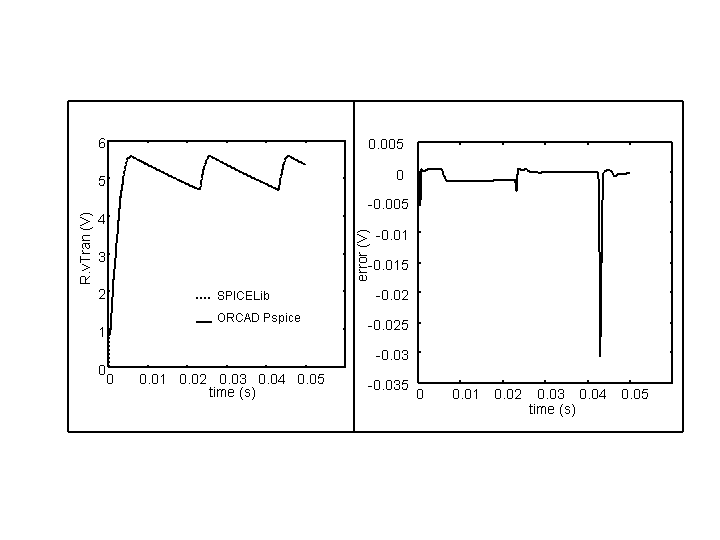 6
5
4
3
2
1
0
R.vTran (V)
SPICELib
ORCAD Pspice
0 0.01 0.02 0.03 0.04 0.05
time (s)
0.005
0
-0.005
-0.01
-0.015
-0.02
-0.025
-0.03
-0.035
error (V)
0 0.01 0.02 0.03 0.04 0.05
time (s)